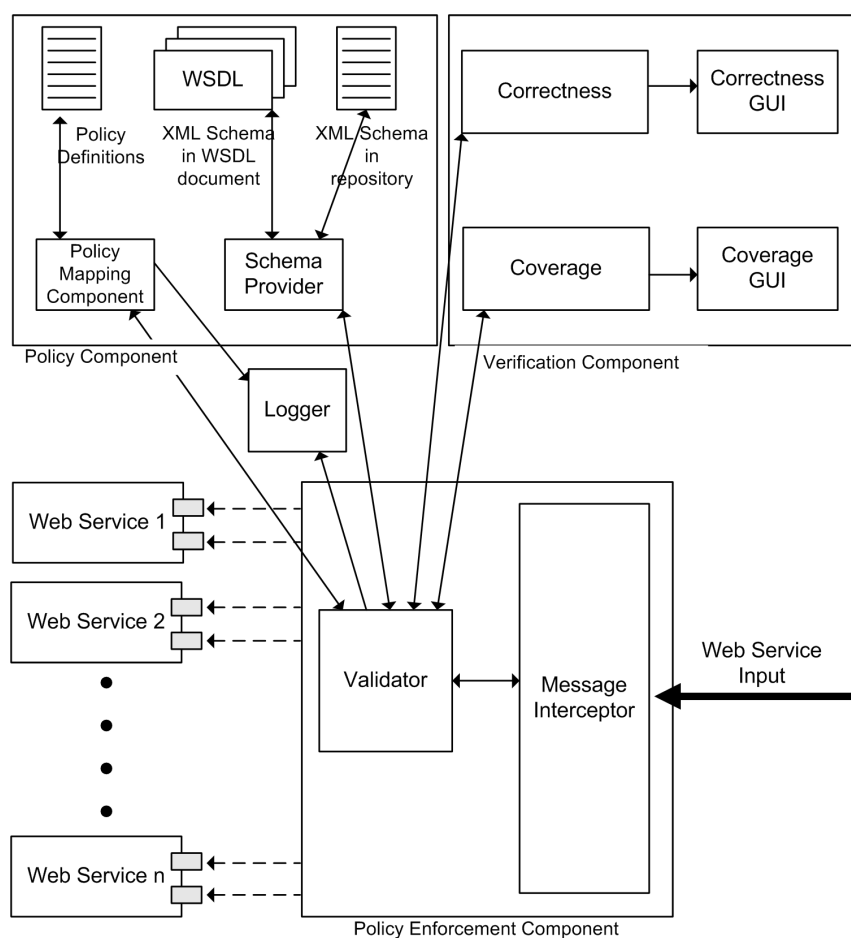 WSDL
Policy
Definitions
XML Schema
in WSDL
document
XML Schema
in
repository
Policy
Mapping
Component
Schema
Provider
Policy Component
Correctness
Correctness
GUI
Coverage
Coverage
GUI
Verification Component
Logger
Web Service 1
Web Service 2
Web Service n
Validator
Message
Interceptor
Web Service
Input
Policy Enforcement Component